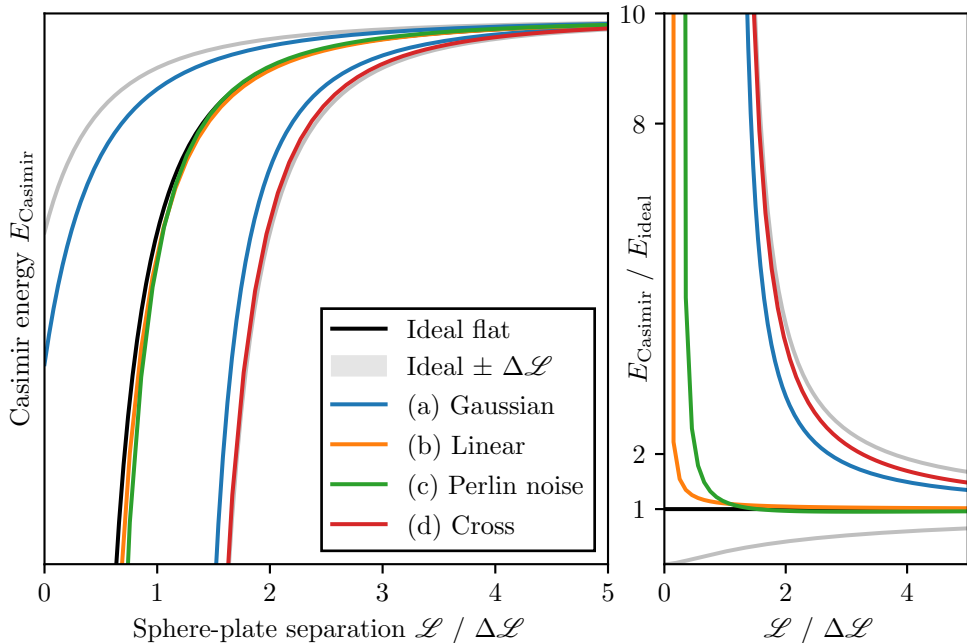 Casimir energy E_Casimir
0 1 2 3 4 5
Sphere-plate separation ℒ / Δℒ
Ideal flat
Ideal ± Δℒ
(a) Gaussian
(b) Linear
(c) Perlin noise
(d) Cross
E_Casimir / E_ideal
10
8
2
1
0 2 4
ℒ / Δℒ